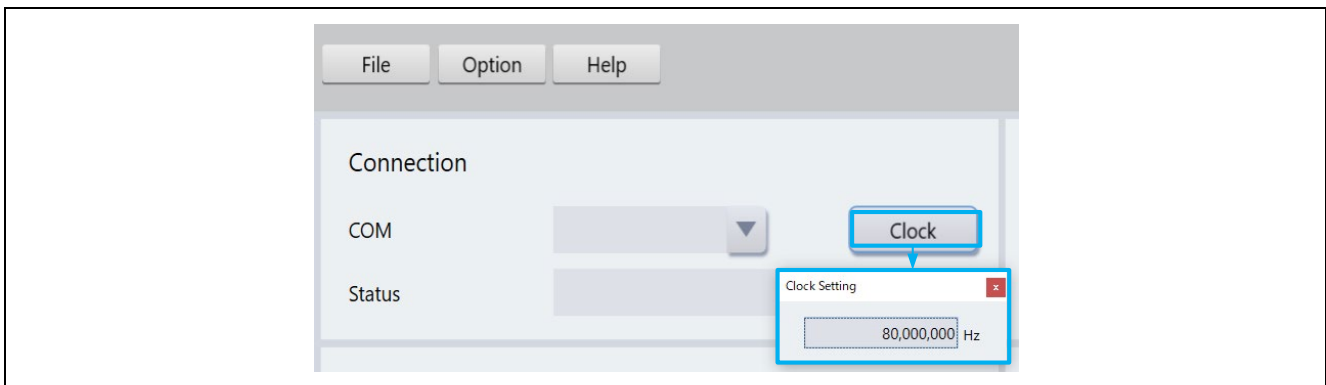 File Option Help
Connection
COM Clock
Status
Clock Setting x
80,000,000 Hz